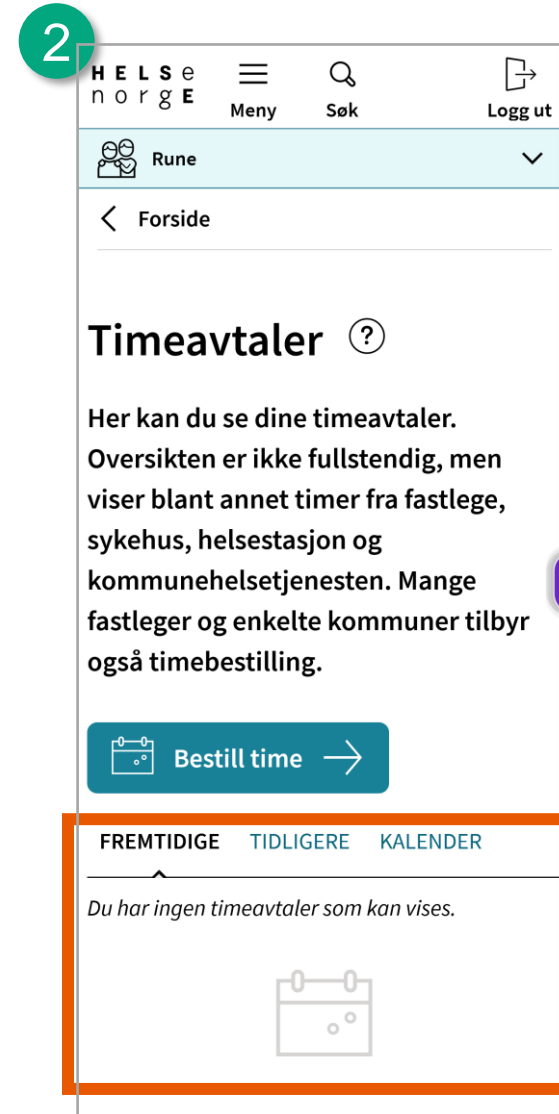 2
HELSe
norgE
Meny
Søk
Logg ut
Rune
Forside
Timeavtaler ?
Her kan du se dine timeavtaler.
Oversikten er ikke fullstendig, men
viser blant annet timer fra fastlege,
sykehus, helsestasjon og
kommunehelsetjenesten. Mange
fastleger og enkelte kommuner tilbyr
også timebestilling.
Bestill time
FREMTIDIGE TIDLIGERE KALENDER
Du har ingen timeavtaler som kan vises.